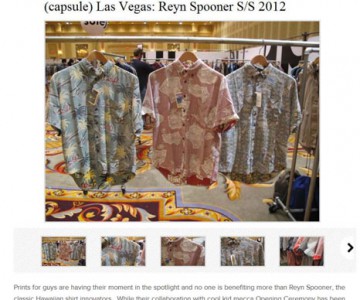 (capsule) Las Vegas: Reyn Spooner S/S 2012
Prints for guys are having their moment in the spotlight and no one is benefitting more than Reyn Spooner, the
classic Hawaiian shirt innovators. While their collaboration with cool kid mecca Opening Ceremony has been